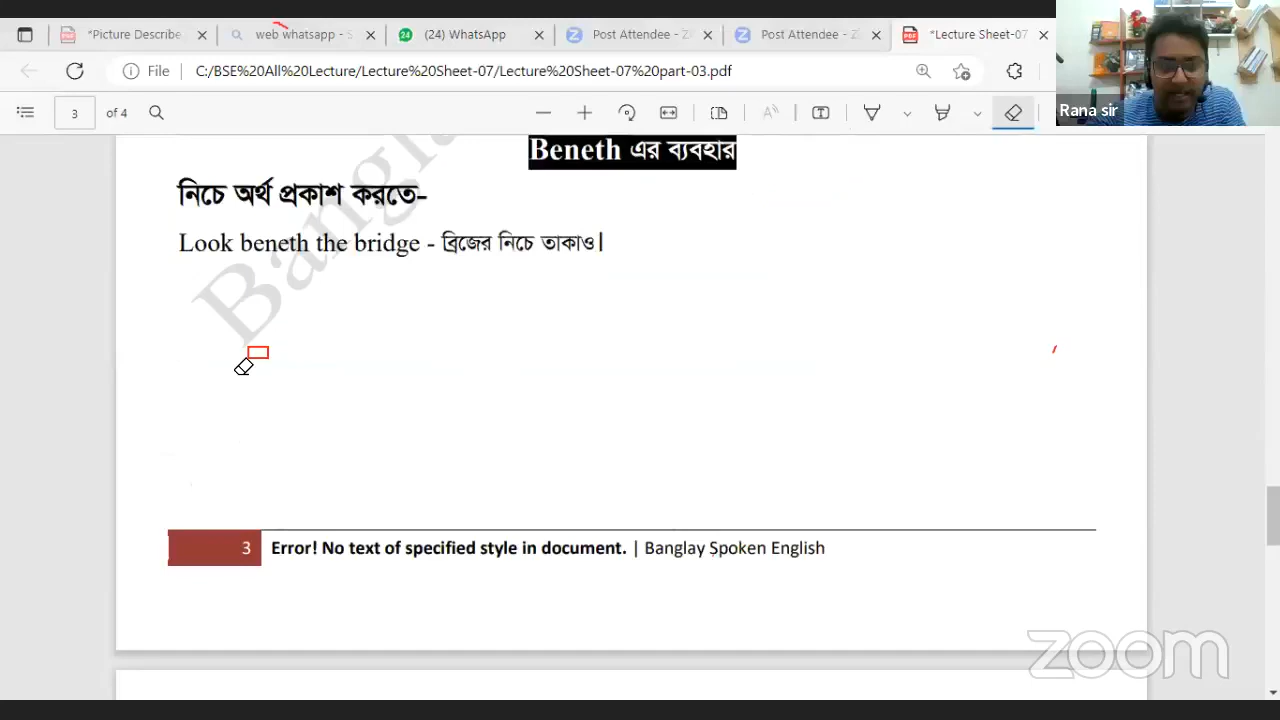 "Picture Describe
web whatsapp - S
(24) WhatsApp
Post Attendee - Z
Post Attendee - Z
"Lecture Sheet-07
File
C:/BSE%20All%20Lecture/Lecture%20Sheet-07/Lecture%20Sheet-07%20part-03.pdf
3 of 4
Rana sir
Beneth এর ব্যবহার
নিচে অর্থ প্রকাশ করতে-
Look beneth the bridge - ব্রিজের নিচে তাকাও।
3 Error! No text of specified style in document. | Banglay Spoken English
zoom